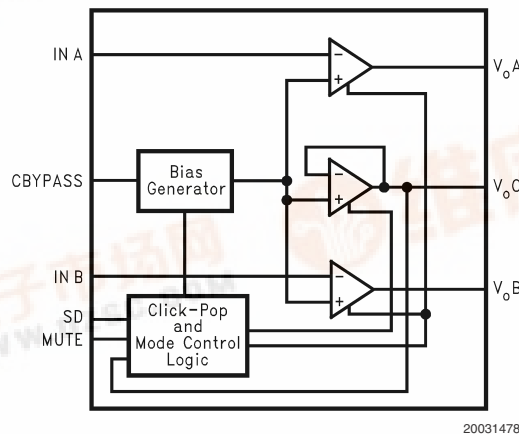 IN A
VoA
CBYPASS
Bias
Generator
VoC
IN B
VoB
SD
MUTE
Click-Pop
and
Mode Control
Logic
20031478